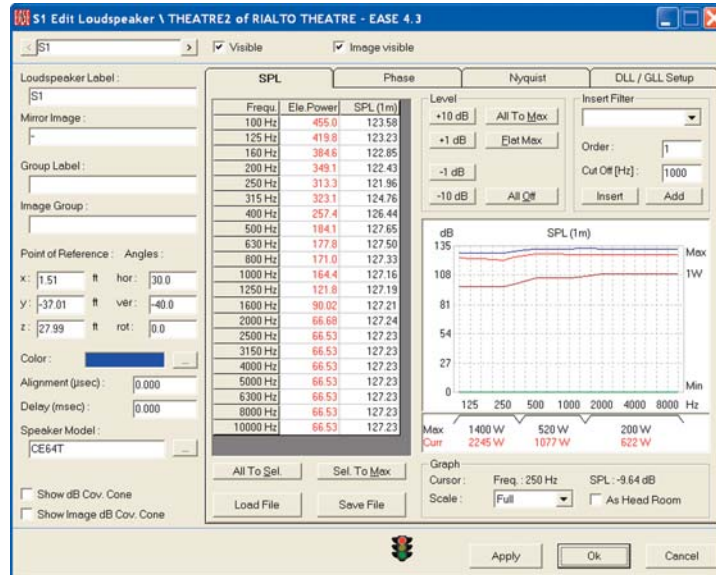 S1 Edit Loudspeaker \ THEATRE2 of RIALTO THEATRE - EASE 4.3
< S1 >
Visible
Image visible
Loudspeaker Label :
S1
Mirror Image :
-
Group Label :
Image Group :
Point of Reference : Angles :
x : 1.51 ft hor : 30.0
y : -37.01 ft ver : -40.0
z : 27.99 ft rot : 0.0
Color : ...
Alignment (µsec) : 0.000
Delay (msec) : 0.000
Speaker Model :
CE64T ...
Show dB Cov. Cone
Show Image dB Cov. Cone
SPL Phase Nyquist DLL / GLL Setup
Frequ. Ele.Power SPL (1m)
100 Hz 455.0 123.58
125 Hz 419.8 123.23
160 Hz 384.6 122.85
200 Hz 349.1 122.43
250 Hz 313.3 121.96
315 Hz 323.1 124.76
400 Hz 257.4 126.44
500 Hz 184.1 127.65
630 Hz 177.8 127.50
800 Hz 171.0 127.33
1000 Hz 164.4 127.16
1250 Hz 121.8 127.19
1600 Hz 90.02 127.21
2000 Hz 66.68 127.24
2500 Hz 66.53 127.23
3150 Hz 66.53 127.23
4000 Hz 66.53 127.23
5000 Hz 66.53 127.23
6300 Hz 66.53 127.23
8000 Hz 66.53 127.23
10000 Hz 66.53 127.23
All To Sel. Sel. To Max
Load File Save File
Level
+10 dB All To Max
+1 dB Flat Max
-1 dB
-10 dB All Off
Insert Filter
Order : 1
Cut Off [Hz] : 1000
Insert Add
dB SPL (1m)
135
108
81
54
27
0
Max
1W
Min
125 250 500 1000 2000 4000 8000 Hz
Max 1400 W 520 W 200 W
Curr 2245 W 1077 W 622 W
Graph
Cursor : Freq. : 250 Hz SPL : -9.64 dB
Scale : Full As Head Room
Apply Ok Cancel